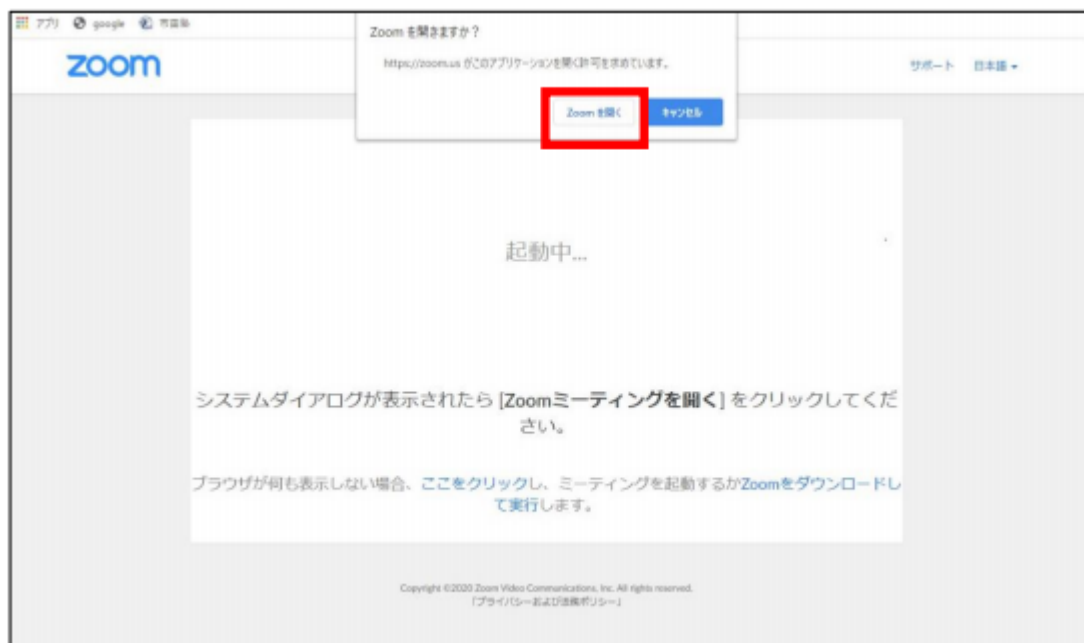 アプリ google
Zoom を開きますか？
https://zoom.us がこのアプリケーションを開く許可を求めています。
Zoom を開く キャンセル
zoom サポート 日本語
起動中...
システムダイアログが表示されたら [Zoomミーティングを開く] をクリックしてくだ
さい。
ブラウザが何も表示しない場合、ここをクリックし、ミーティングを起動するかZoomをダウンロードし
て実行します。
Copyright ©2020 Zoom Video Communications, Inc. All rights reserved.
「プライバシーおよび法務ポリシー」